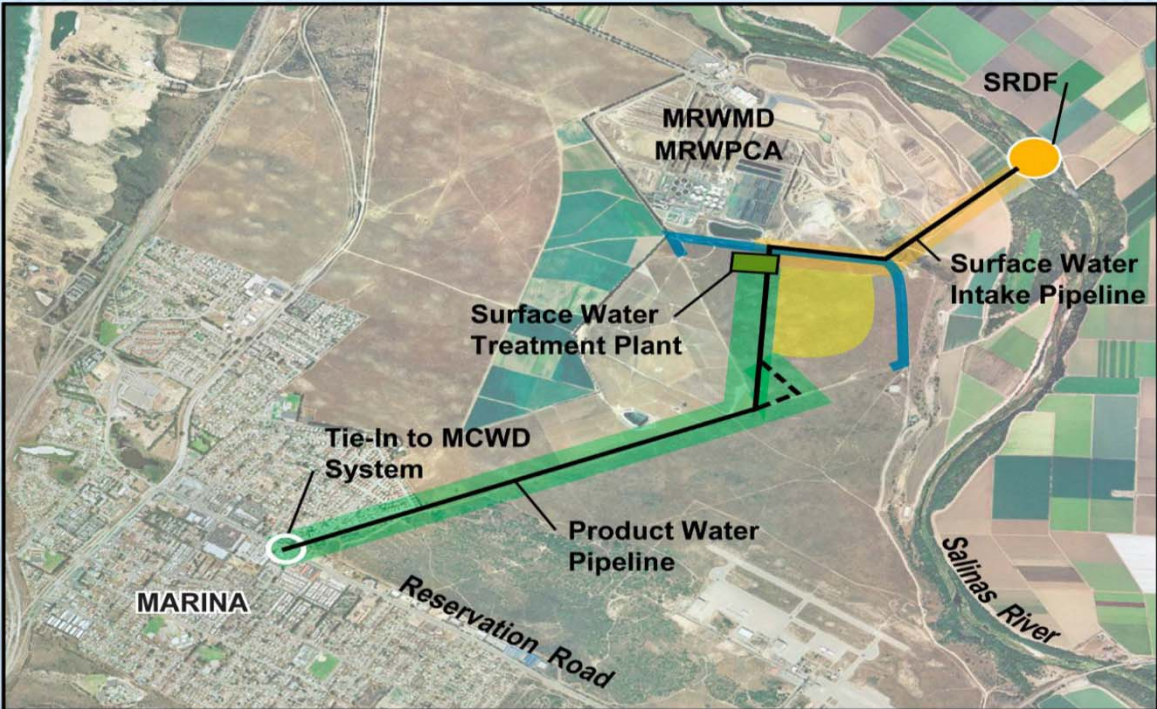 SRDF
MRWMD
MRWPCA
Surface Water
Intake Pipeline
Surface Water
Treatment Plant
Tie-In to MCWD
System
Product Water
Pipeline
MARINA
Reservation Road
Salinas River